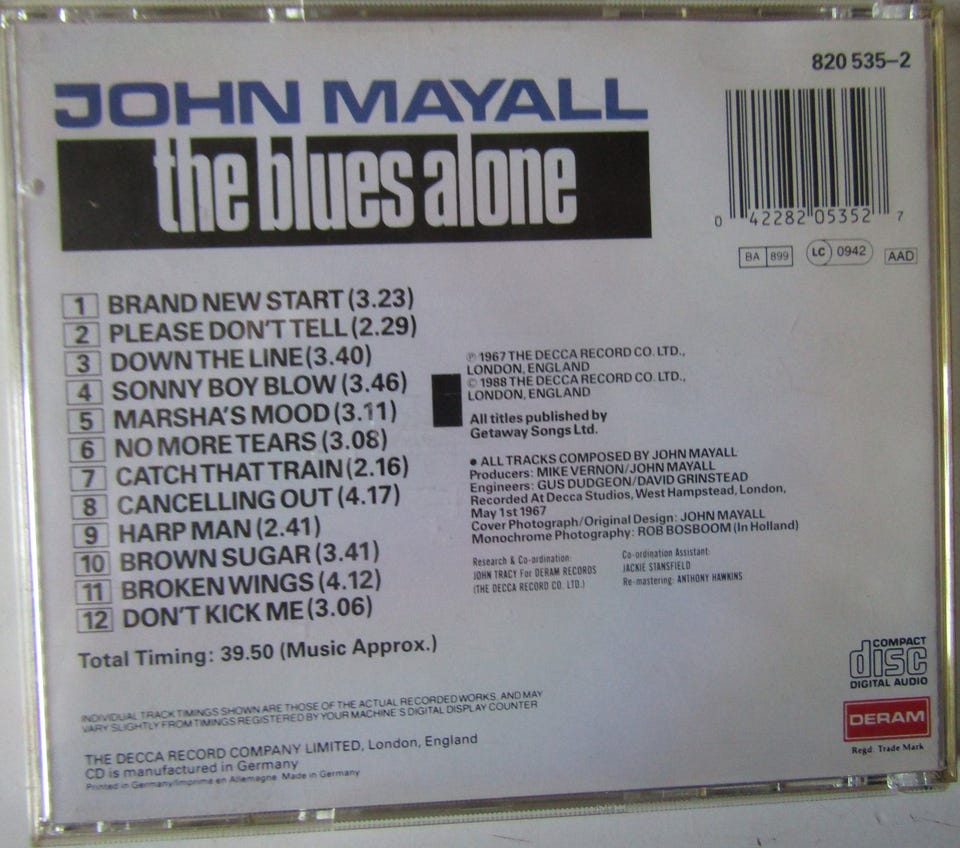 820 535-2
JOHN MAYALL
the blues alone
0 42282 05352 7
BA 899 LC 0942 AAD
1 BRAND NEW START (3.23)
2 PLEASE DON'T TELL (2.29)
3 DOWN THE LINE (3.40)
4 SONNY BOY BLOW (3.46)
5 MARSHA'S MOOD (3.11)
6 NO MORE TEARS (3.08)
7 CATCH THAT TRAIN (2.16)
8 CANCELLING OUT (4.17)
9 HARP MAN (2.41)
10 BROWN SUGAR (3.41)
11 BROKEN WINGS (4.12)
12 DON'T KICK ME (3.06)
Total Timing: 39.50 (Music Approx.)
℗ 1967 THE DECCA RECORD CO. LTD.,
LONDON, ENGLAND
© 1988 THE DECCA RECORD CO. LTD.,
LONDON, ENGLAND
All titles published by
Getaway Songs Ltd.
● ALL TRACKS COMPOSED BY JOHN MAYALL
Producers: MIKE VERNON/JOHN MAYALL
Engineers: GUS DUDGEON/DAVID GRINSTEAD
Recorded At Decca Studios, West Hampstead, London,
May 1st 1967
Cover Photograph/Original Design: JOHN MAYALL
Monochrome Photography: ROB BOSBOOM (In Holland)
Research & Co-ordination:
JOHN TRACY For DERAM RECORDS
(THE DECCA RECORD CO. LTD.)
Co-ordination Assistant:
JACKIE STANSFIELD
Re-mastering: ANTHONY HAWKINS
INDIVIDUAL TRACK TIMINGS SHOWN ARE THOSE OF THE ACTUAL RECORDED WORKS, AND MAY
VARY SLIGHTLY FROM TIMINGS REGISTERED BY YOUR MACHINE'S DIGITAL DISPLAY COUNTER
THE DECCA RECORD COMPANY LIMITED, London, England
CD is manufactured in Germany
Printed in Germany/Imprimé en Allemagne. Made in Germany
COMPACT
disc
DIGITAL AUDIO
DERAM
Regd. Trade Mark